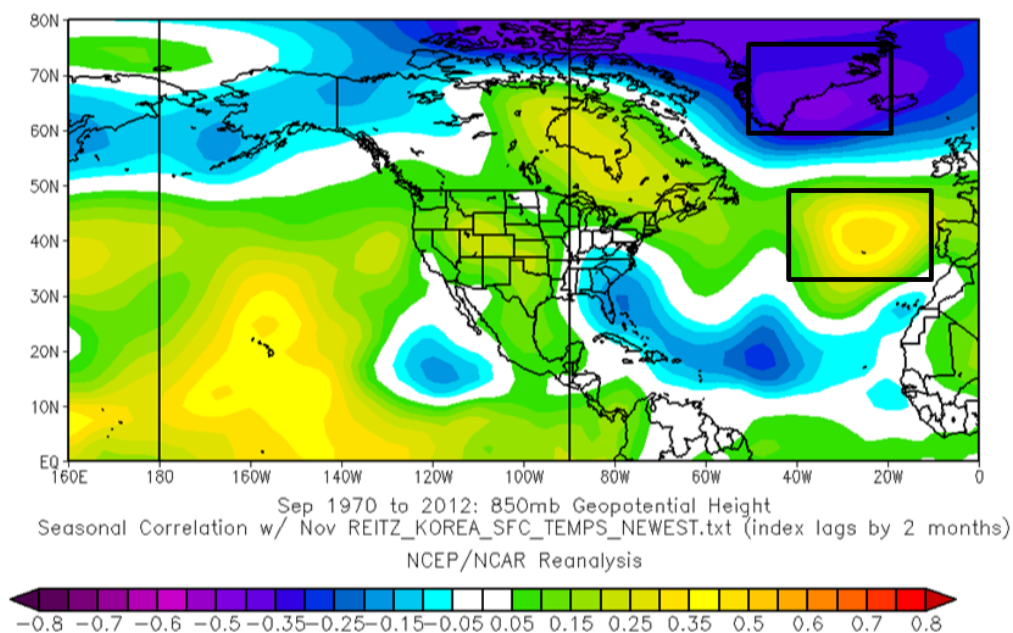 80N
70N
60N
50N
40N
30N
20N
10N
EQ
160E 180 160W 140W 120W 100W 80W 60W 40W 20W 0
Sep 1970 to 2012: 850mb Geopotential Height
Seasonal Correlation w/ Nov REITZ_KOREA_SFC_TEMPS_NEWEST.txt (index lags by 2 months)
NCEP/NCAR Reanalysis
-0.8 -0.7 -0.6 -0.5 -0.35 -0.25 -0.15 -0.05 0.05 0.15 0.25 0.35 0.5 0.6 0.7 0.8